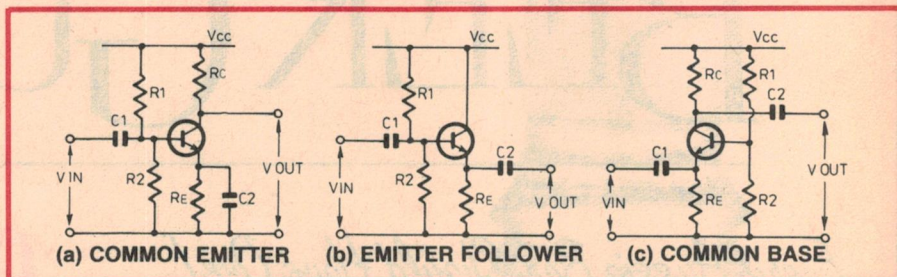 Vcc
RC
R1
C1
VIN
R2
RE
C2
V OUT
(a) COMMON EMITTER
Vcc
R1
C1
VIN
R2
RE
C2
V OUT
(b) EMITTER FOLLOWER
Vcc
RC
R1
C2
C1
VIN
RE
R2
V OUT
(c) COMMON BASE